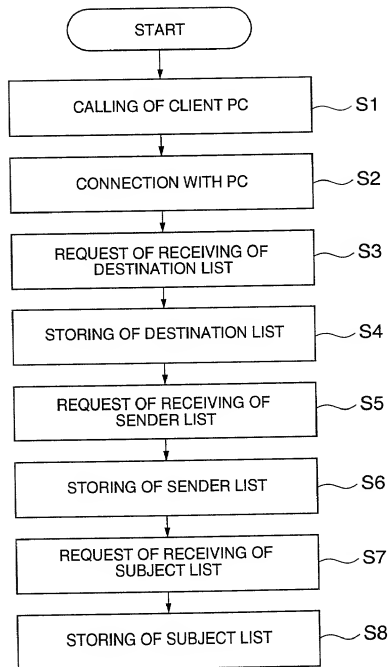 START
CALLING OF CLIENT PC
S1
CONNECTION WITH PC
S2
REQUEST OF RECEIVING OF
DESTINATION LIST
S3
STORING OF DESTINATION LIST
S4
REQUEST OF RECEIVING OF
SENDER LIST
S5
STORING OF SENDER LIST
S6
REQUEST OF RECEIVING OF
SUBJECT LIST
S7
STORING OF SUBJECT LIST
S8